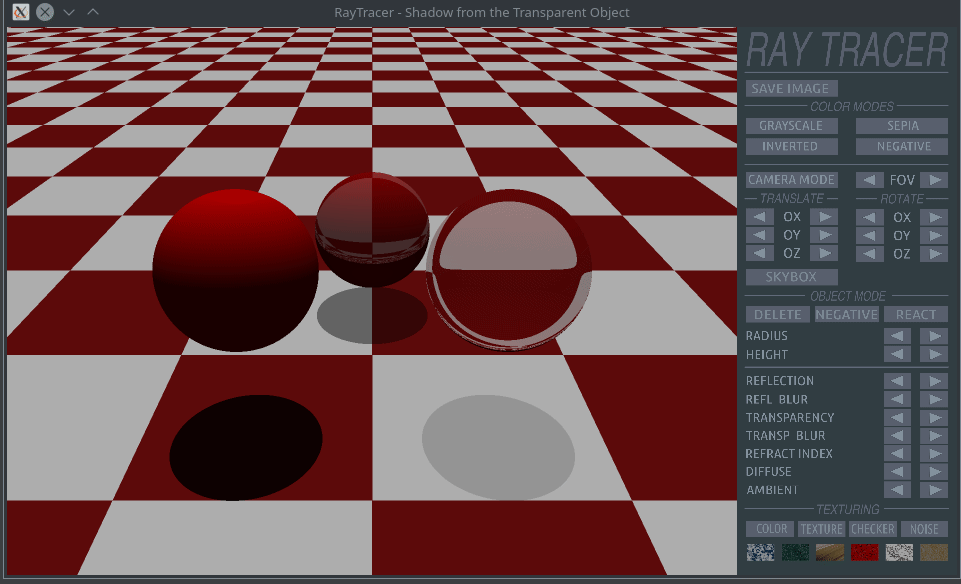 RayTracer - Shadow from the Transparent Object
RAY TRACER
SAVE IMAGE
COLOR MODES
GRAYSCALE SEPIA
INVERTED NEGATIVE
CAMERA MODE FOV
TRANSLATE ROTATE
OX OX
OY OY
OZ OZ
SKYBOX
OBJECT MODE
DELETE NEGATIVE REACT
RADIUS
HEIGHT
REFLECTION
REFL BLUR
TRANSPARENCY
TRANSP BLUR
REFRACT INDEX
DIFFUSE
AMBIENT
TEXTURING
COLOR TEXTURE CHECKER NOISE